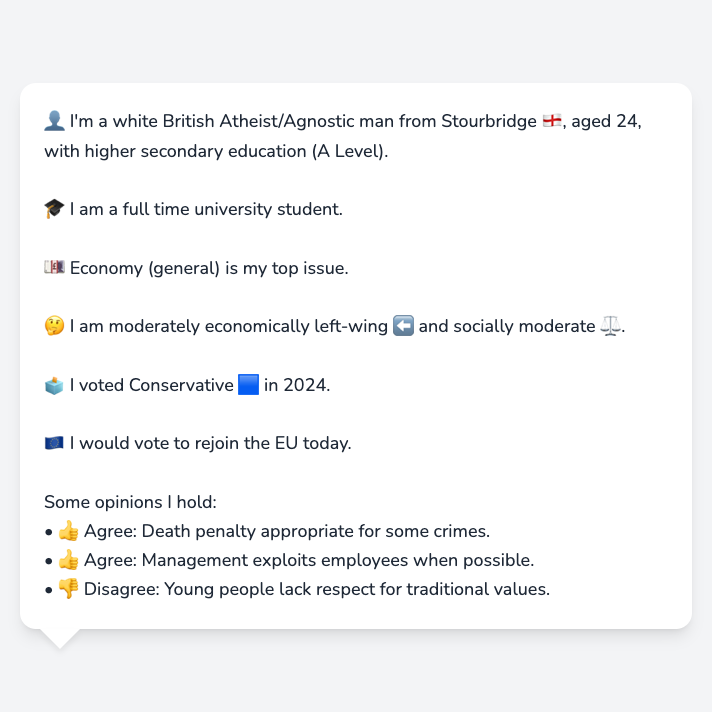 👤 I'm a white British Atheist/Agnostic man from Stourbridge 🏴󠁧󠁢󠁥󠁮󠁧󠁿, aged 24,
with higher secondary education (A Level).
🎓 I am a full time university student.
💷 Economy (general) is my top issue.
🤔 I am moderately economically left-wing ⬅️ and socially moderate ⚖️.
🗳️ I voted Conservative 🟦 in 2024.
🇪🇺 I would vote to rejoin the EU today.
Some opinions I hold:
• 👍 Agree: Death penalty appropriate for some crimes.
• 👍 Agree: Management exploits employees when possible.
• 👎 Disagree: Young people lack respect for traditional values.